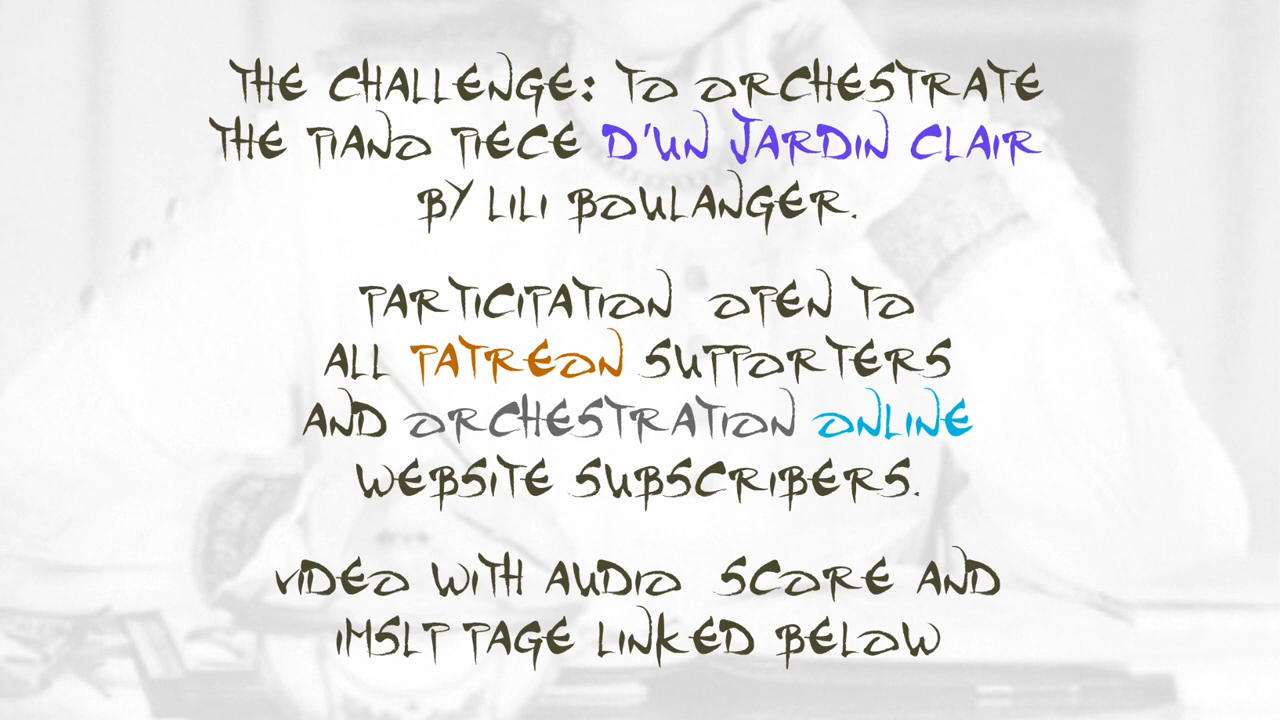 THE CHALLENGE: TO ORCHESTRATE
THE PIANO PIECE D'UN JARDIN CLAIR
BY LILI BOULANGER.
PARTICIPATION OPEN TO
ALL PATREON SUPPORTERS
AND ORCHESTRATION ONLINE
WEBSITE SUBSCRIBERS.
VIDEO WITH AUDIO SCORE AND
IMSLP PAGE LINKED BELOW